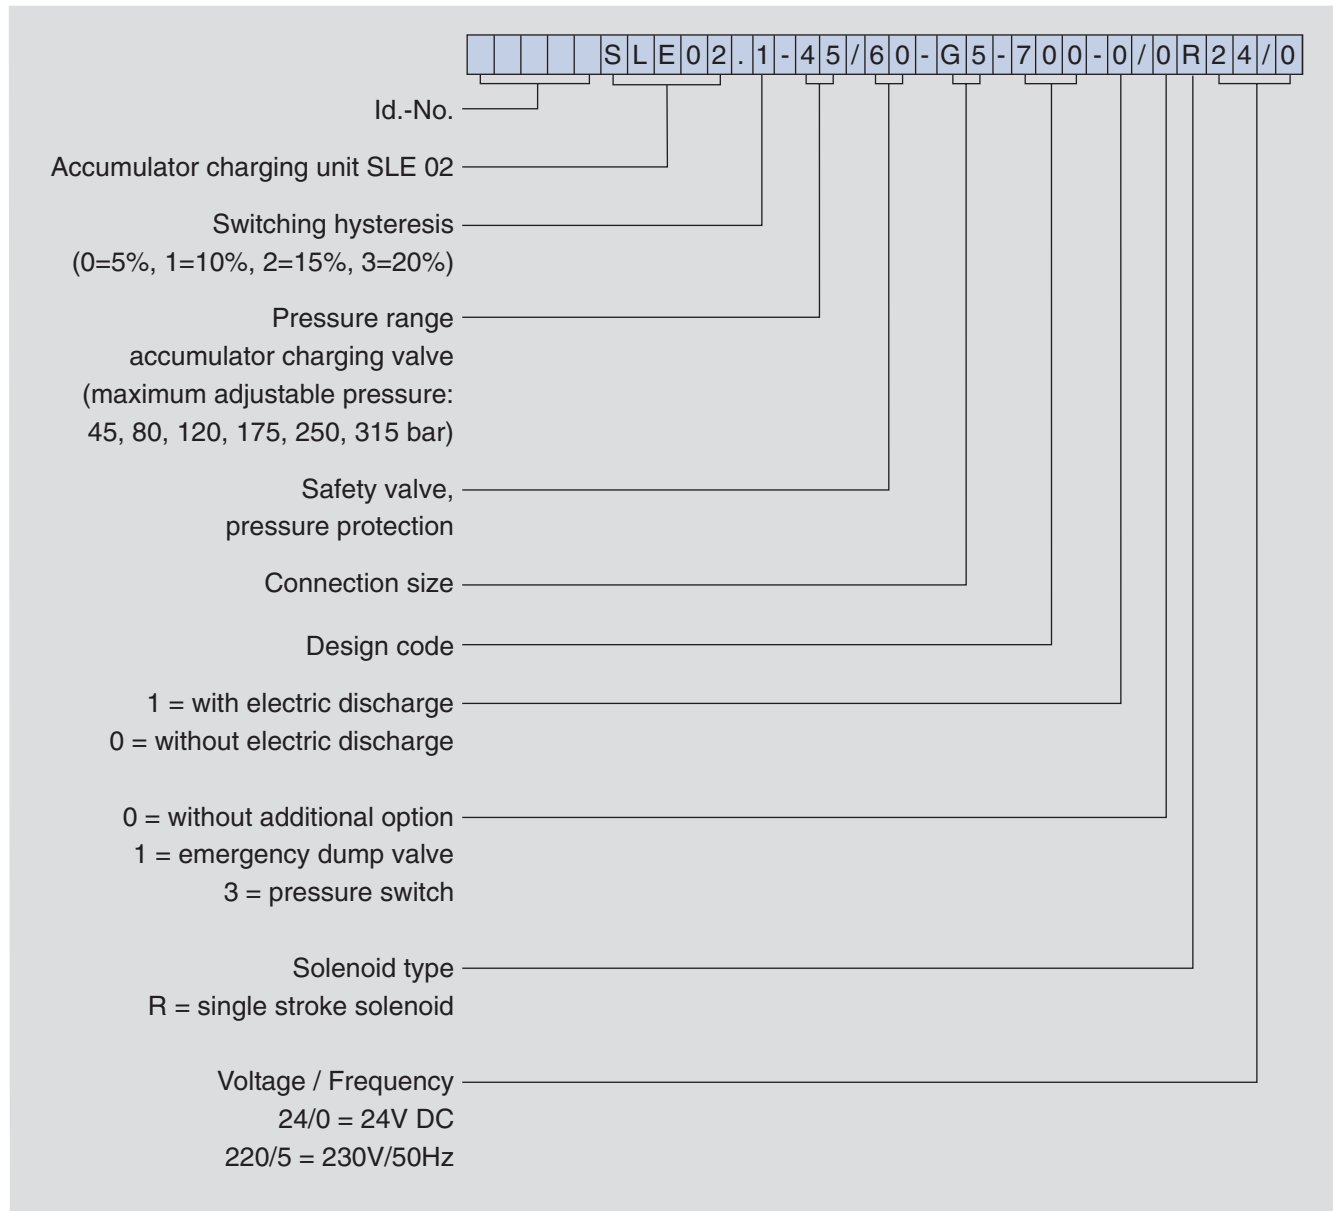 SLE02.1-45/60-G5-700-0/0R24/0
Id.-No.
Accumulator charging unit SLE 02
Switching hysteresis
(0=5%, 1=10%, 2=15%, 3=20%)
Pressure range
accumulator charging valve
(maximum adjustable pressure:
45, 80, 120, 175, 250, 315 bar)
Safety valve,
pressure protection
Connection size
Design code
1 = with electric discharge
0 = without electric discharge
0 = without additional option
1 = emergency dump valve
3 = pressure switch
Solenoid type
R = single stroke solenoid
Voltage / Frequency
24/0 = 24V DC
220/5 = 230V/50Hz